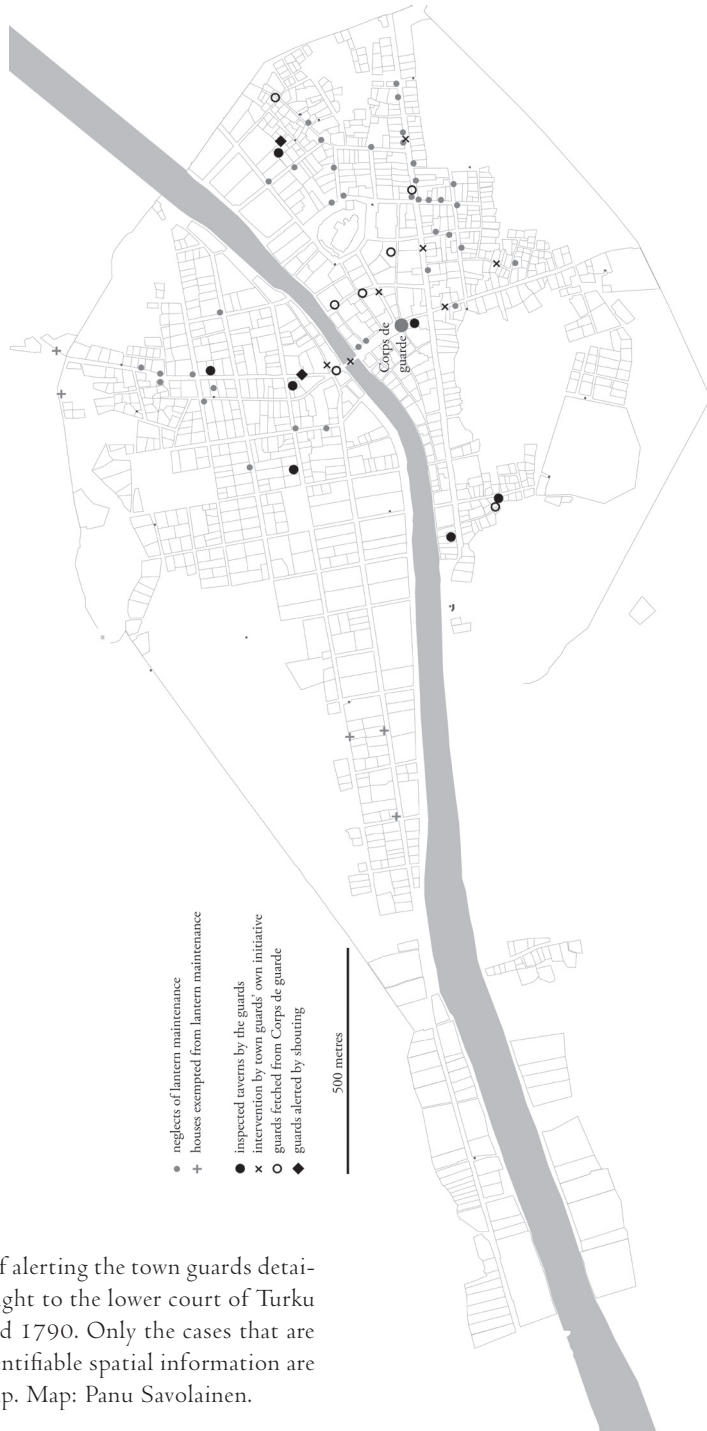 Corps de
guarde
neglects of lantern maintenance
houses exempted from lantern maintenance
inspected taverns by the guards
intervention by town guards' own initiative
guards fetched from Corps de guarde
guards alerted by shouting
500 metres
f alerting the town guards detai-
ght to the lower court of Turku
d 1790. Only the cases that are
entifiable spatial information are
p. Map: Panu Savolainen.